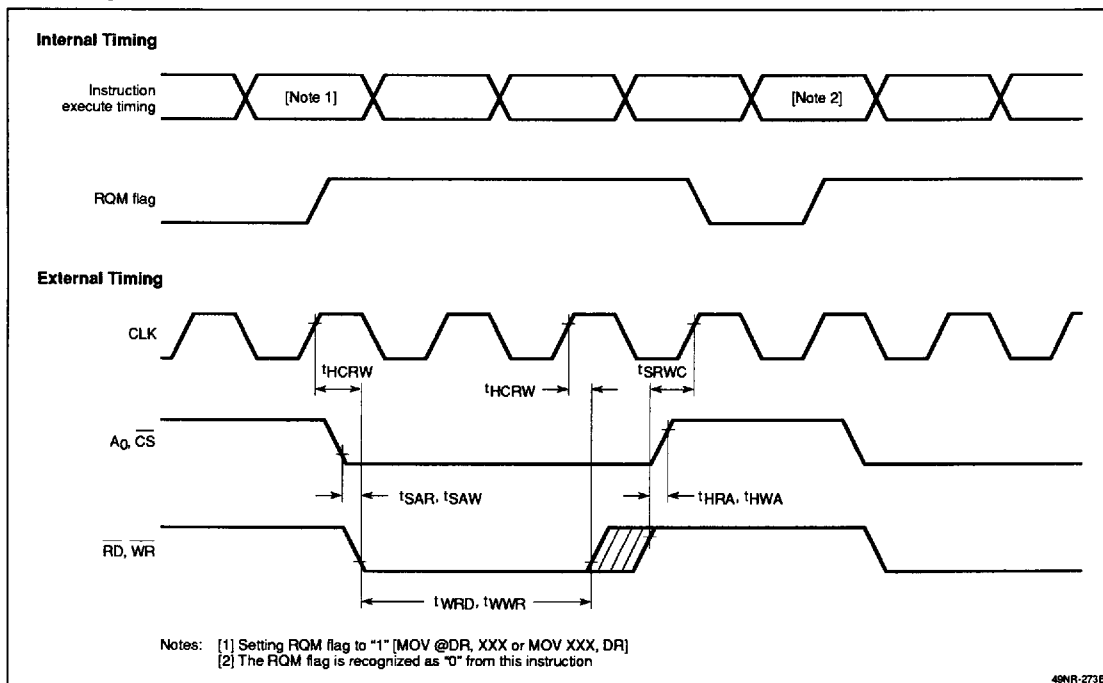 Internal Timing
Instruction
execute timing
[Note 1]
[Note 2]
RQM flag
External Timing
CLK
tHCRW
tHCRW
tSRWC
A0, CS
tSAR, tSAW
tHRA, tHWA
RD, WR
tWRD, tWWR
Notes: [1] Setting RQM flag to "1" [MOV @DR, XXX or MOV XXX, DR]
[2] The RQM flag is recognized as "0" from this instruction
49NR-273B